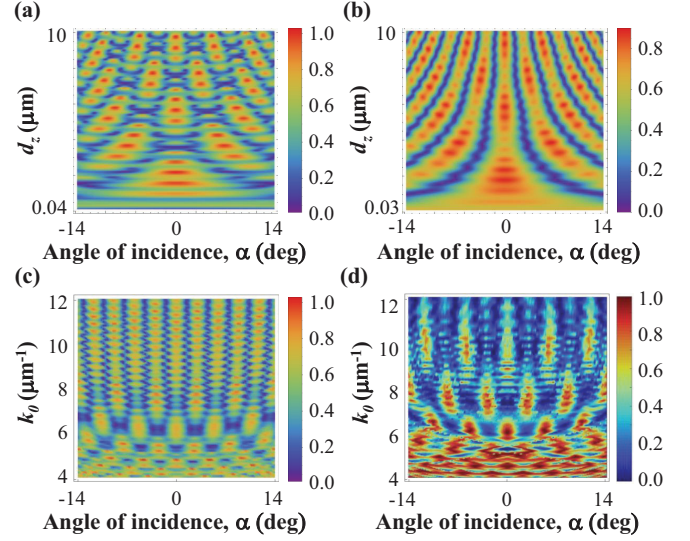 (a)
10
d_z (μm)
0.04
-14 0 14
Angle of incidence, α (deg)
1.0
0.8
0.6
0.4
0.2
0.0
(b)
10
d_z (μm)
0.03
-14 0 14
Angle of incidence, α (deg)
0.8
0.6
0.4
0.2
0.0
(c)
12
10
8
6
4
k_0 (μm⁻¹)
-14 0 14
Angle of incidence, α (deg)
1.0
0.8
0.6
0.4
0.2
0.0
(d)
12
10
8
6
4
k_0 (μm⁻¹)
-14 0 14
Angle of incidence, α (deg)
1.0
0.8
0.6
0.4
0.2
0.0